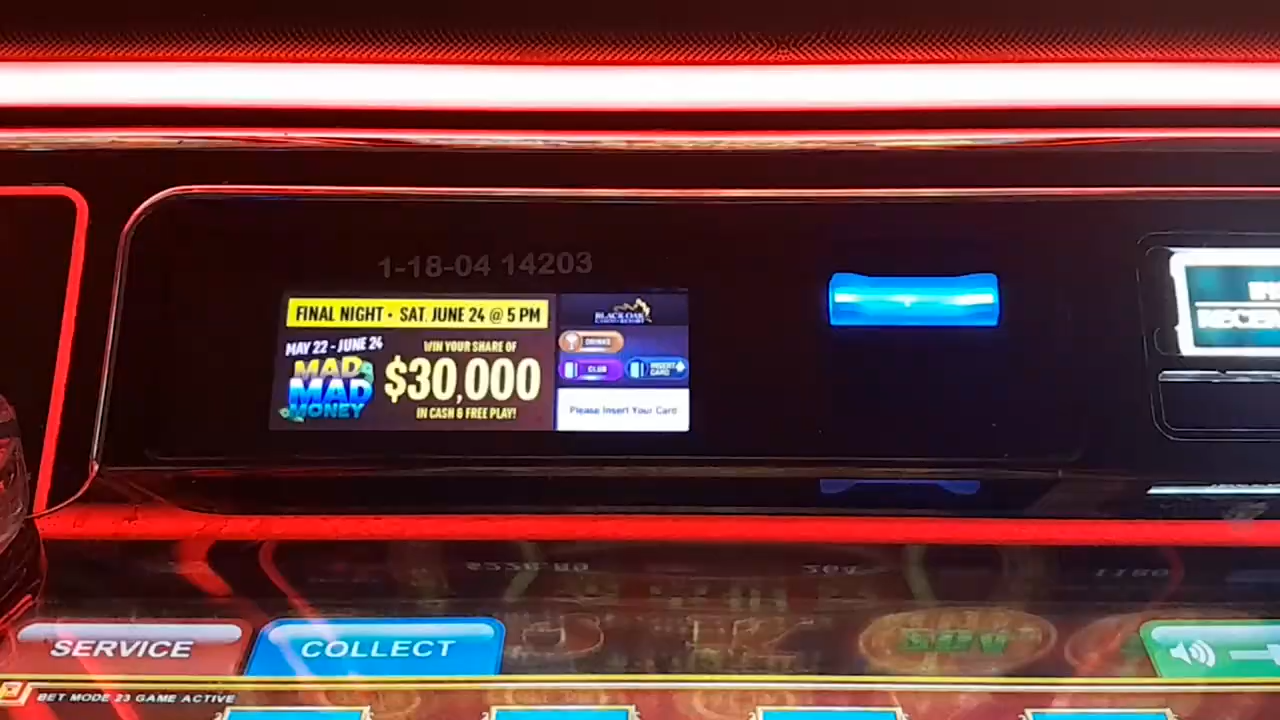 1-18-04 14203
FINAL NIGHT • SAT. JUNE 24 @ 5 PM
MAY 22 - JUNE 24
MAD
MAD
MONEY
WIN YOUR SHARE OF
$30,000
IN CASH & FREE PLAY!
BLACK OAK
DRINKS
CLUB
INSERT
CARD
Please Insert Your Card
SERVICE
COLLECT
BET MODE 23 GAME ACTIVE